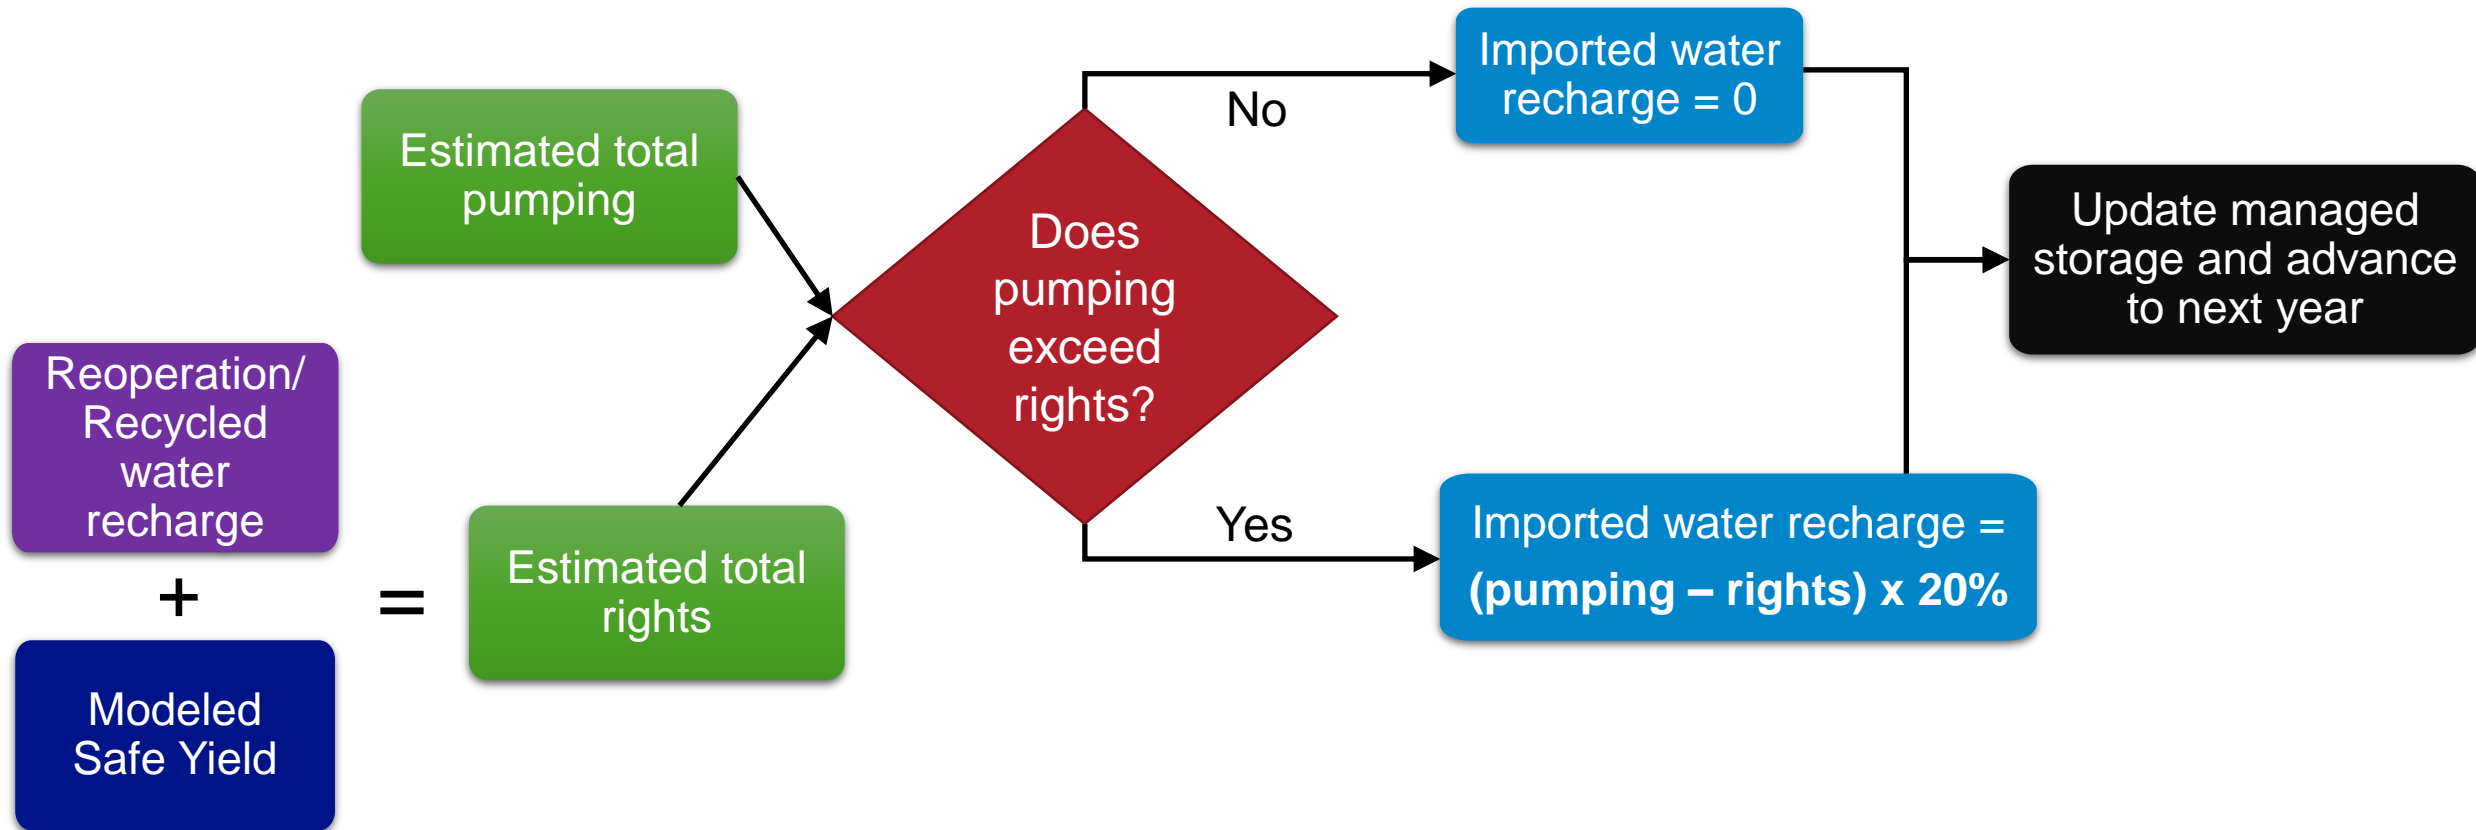 Estimated total
pumping
Reoperation/
Recycled
water
recharge
+
Modeled
Safe Yield
=
Estimated total
rights
Does
pumping
exceed
rights?
No
Imported water
recharge = 0
Yes
Imported water recharge =
(pumping – rights) x 20%
Update managed
storage and advance
to next year